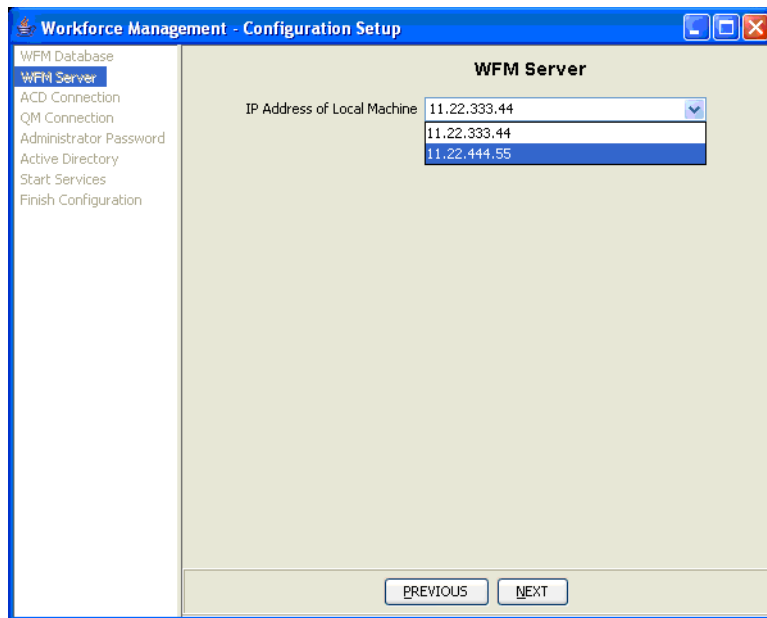 Workforce Management - Configuration Setup
WFM Database
WFM Server
ACD Connection
QM Connection
Administrator Password
Active Directory
Start Services
Finish Configuration
WFM Server
IP Address of Local Machine 11.22.333.44
11.22.333.44
11.22.444.55
PREVIOUS NEXT